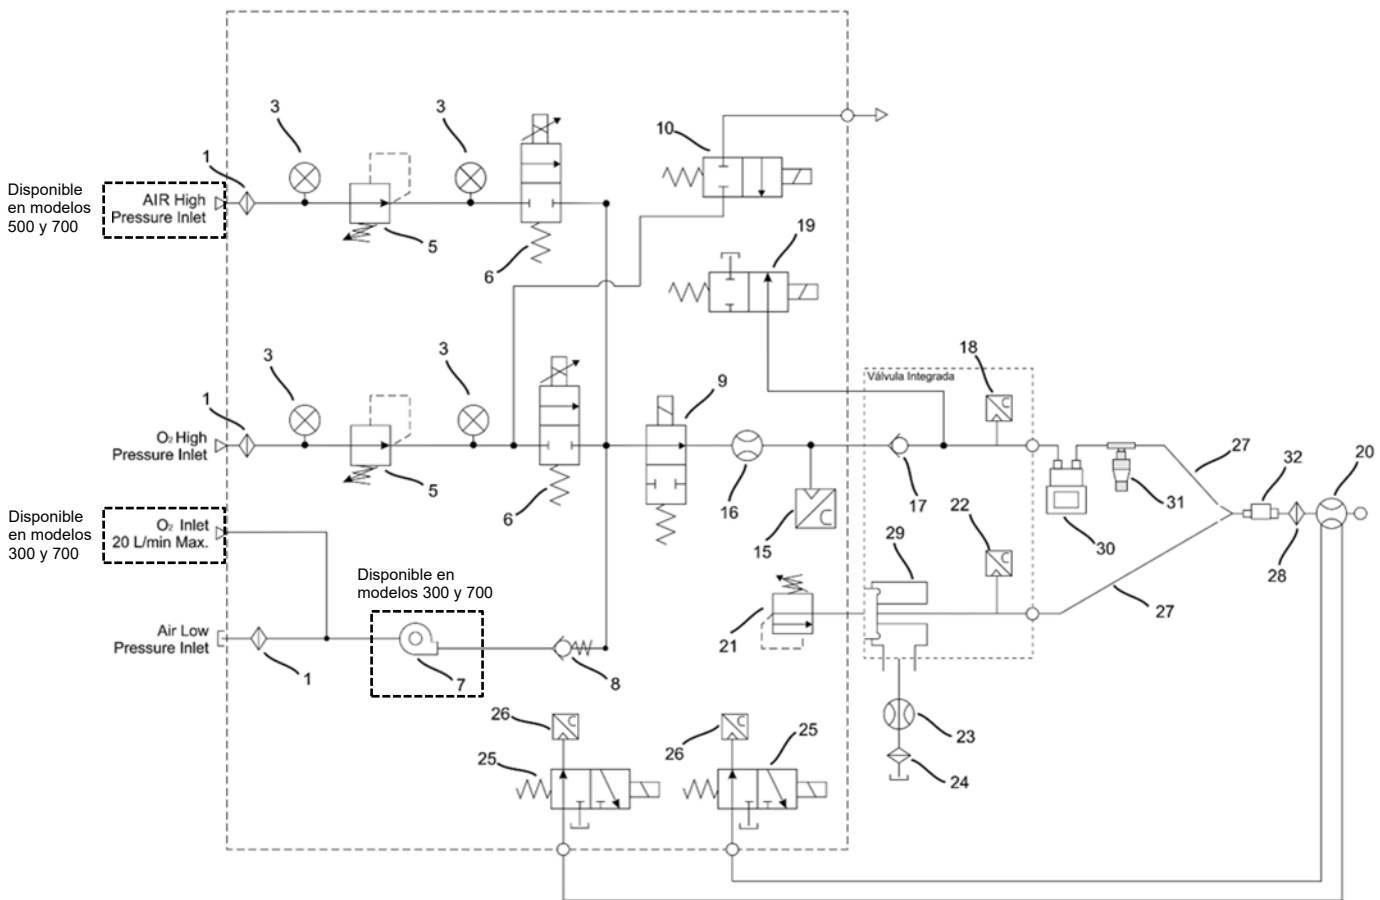 3
3
10
1
Disponible
en modelos
500 y 700
AIR High
Pressure Inlet
5
6
19
3
3
9
18
Válvula Integrada
1
O₂ High
Pressure Inlet
5
6
16
17
27
32
20
31
30
28
15
22
29
Disponible
en modelos
300 y 700
O₂ Inlet
20 L/min Max.
Disponible en
modelos 300 y 700
27
Air Low
Pressure Inlet
1
7
8
21
26
25
26
25
23
24